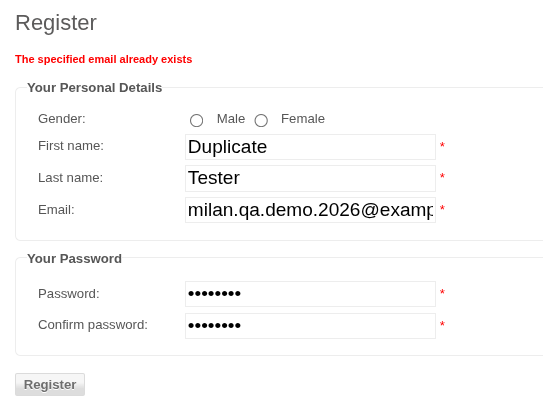 Register
The specified email already exists
Your Personal Details
Gender: Male Female
First name: Duplicate *
Last name: Tester *
Email: milan.qa.demo.2026@examp *
Your Password
Password: •••••••• *
Confirm password: •••••••• *
Register